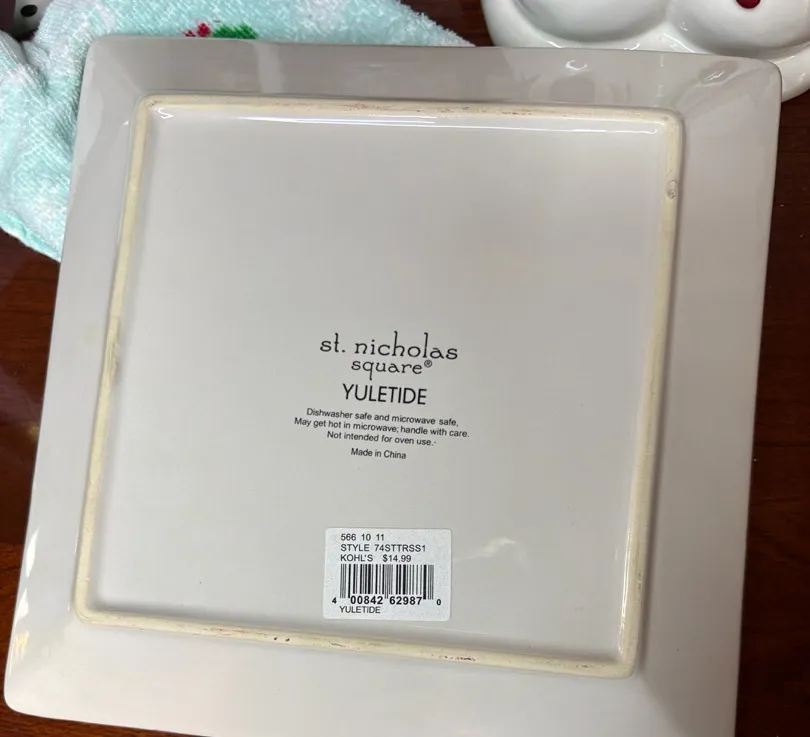 st. nicholas
square®
YULETIDE
Dishwasher safe and microwave safe,
May get hot in microwave; handle with care.
Not intended for oven use.
Made in China
566 10 11
STYLE 74STTRSS1
KOHL'S $14.99
4 00842 62987 0
YULETIDE